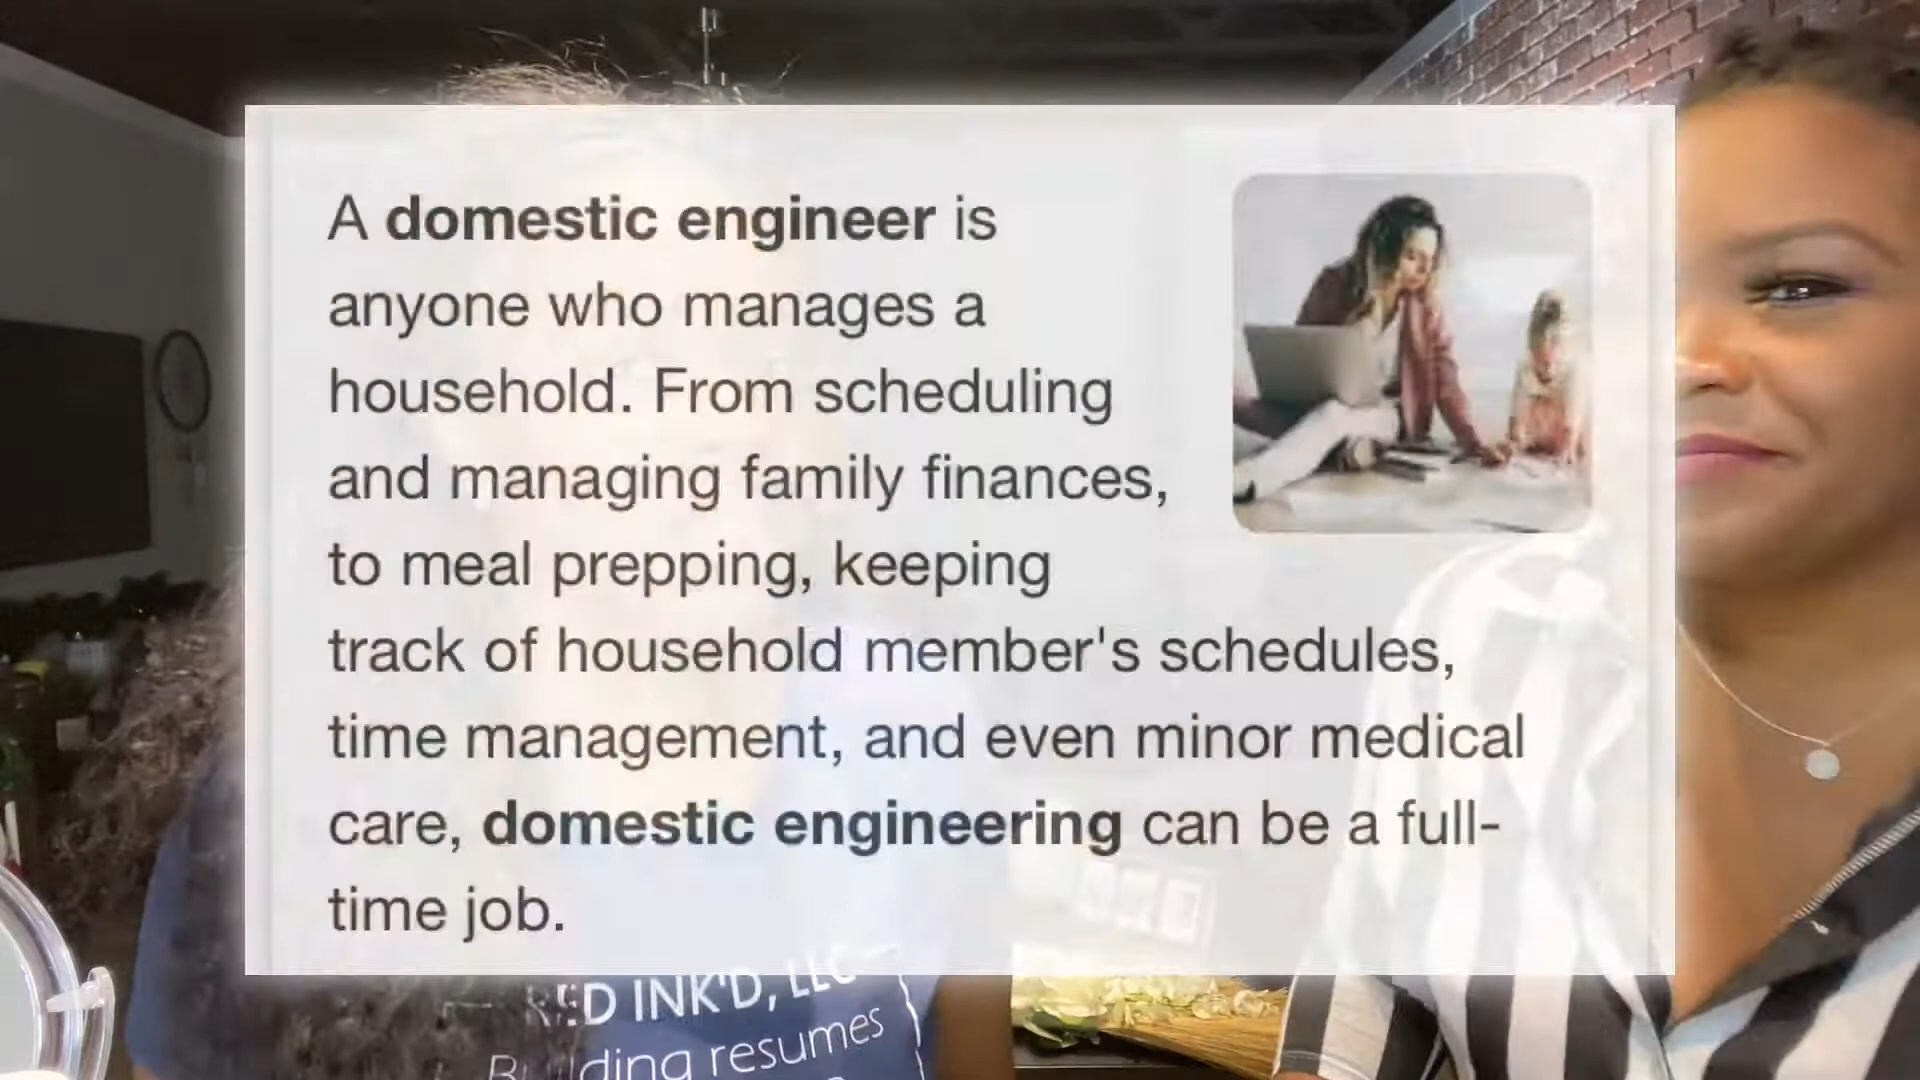 A domestic engineer is
anyone who manages a
household. From scheduling
and managing family finances,
to meal prepping, keeping
track of household member's schedules,
time management, and even minor medical
care, domestic engineering can be a full-
time job.
INK'D, LLC
resumes